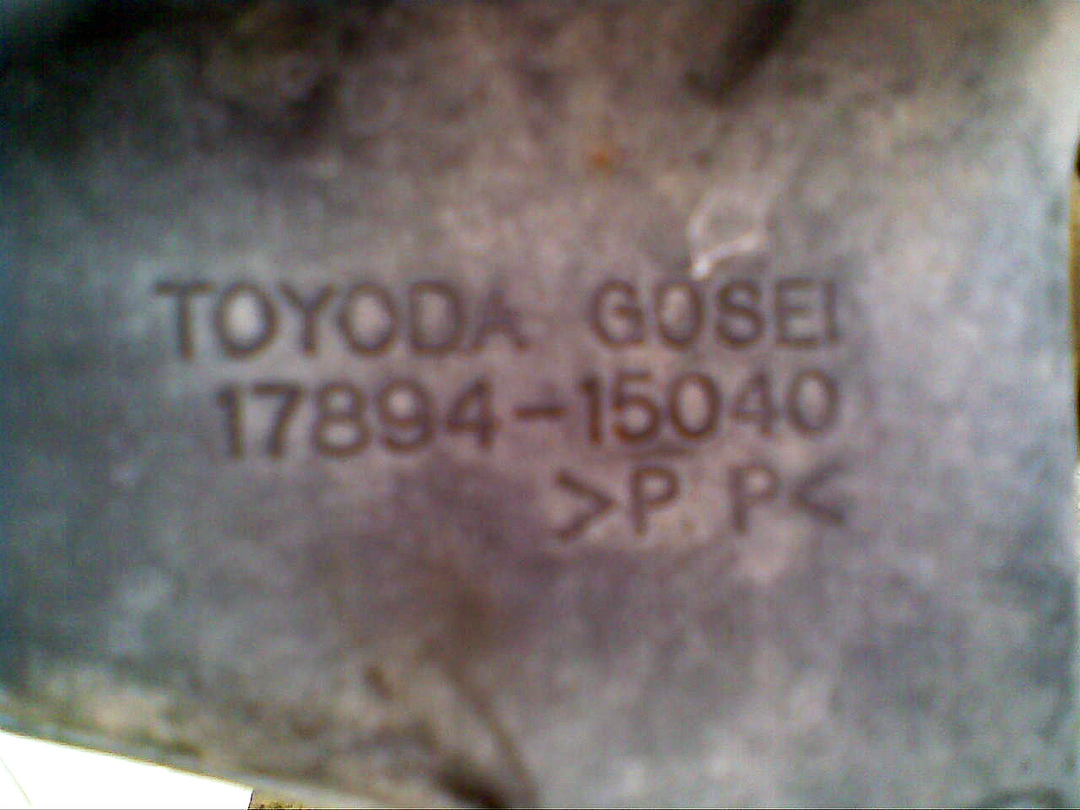 TOYODA GOSEI
17894-15040
>P P<